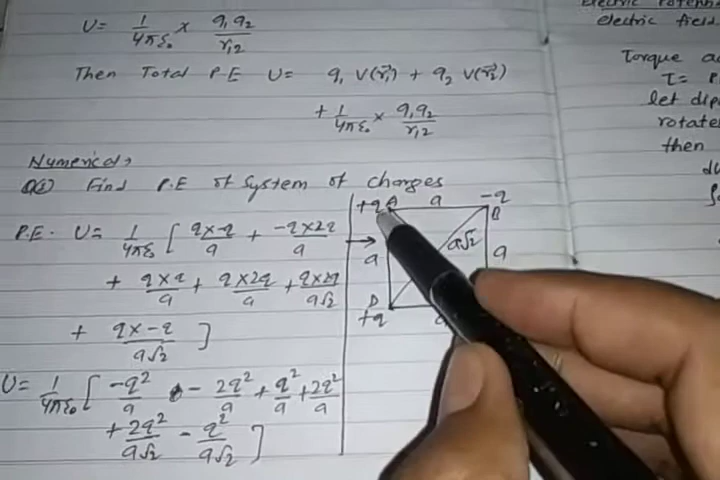 U= 1/4πε₀ × q₁q₂/r₁₂
Then Total P.E U= q₁ V(r₁) + q₂ V(r₂)
+ 1/4πε₀ × q₁q₂/r₁₂
Numericals
Find P.E of System of charges
P.E. U= 1/4πε₀ [ q×-q/a + -q×2q/a
+ q×q/a + q×2q/a + q×2q/a√2
+ q×-q/a√2 ]
U= 1/4πε₀ [ -q²/a - 2q²/a + q²/a + 2q²/a
+ 2q²/a√2 - q²/a√2 ]
+q A a -q
B
a a√2 a
D
+q
electric field
Torque
τ=
let
rotate
then